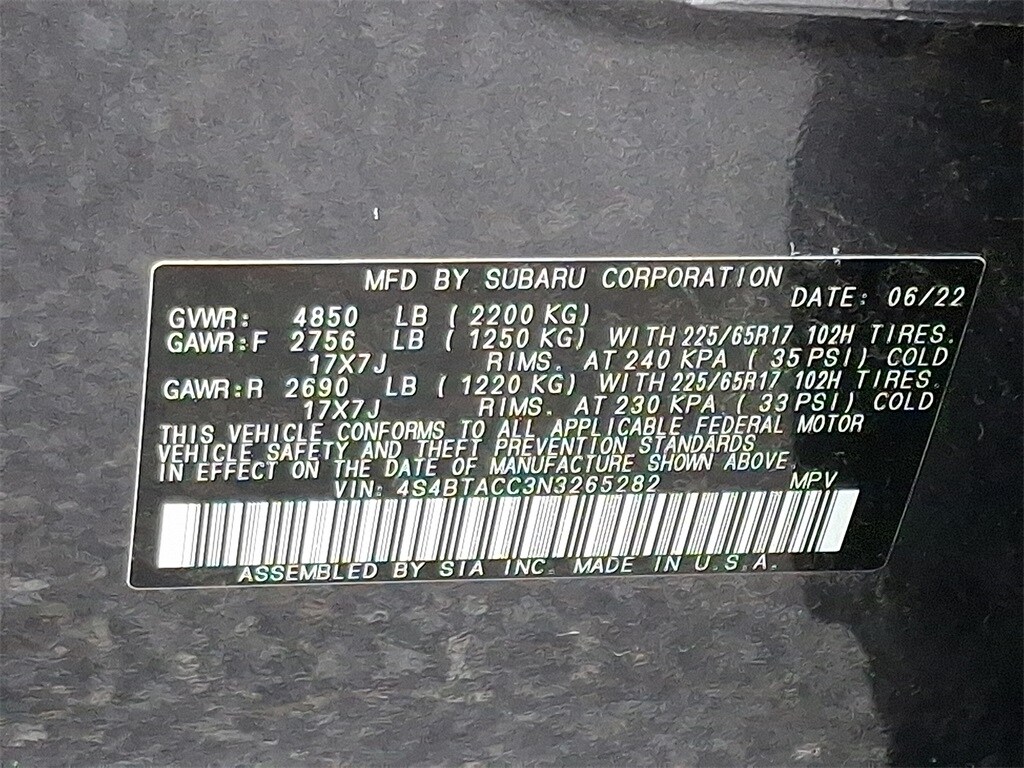 MFD BY SUBARU CORPORATION
DATE: 06/22
GVWR: 4850 LB ( 2200 KG)
GAWR:F 2756 LB ( 1250 KG) WITH 225/65R17 102H TIRES.
17X7J RIMS. AT 240 KPA ( 35 PSI) COLD
GAWR:R 2690 LB ( 1220 KG) WITH 225/65R17 102H TIRES.
17X7J RIMS. AT 230 KPA ( 33 PSI) COLD
THIS VEHICLE CONFORMS TO ALL APPLICABLE FEDERAL MOTOR
VEHICLE SAFETY AND THEFT PREVENTION STANDARDS
IN EFFECT ON THE DATE OF MANUFACTURE SHOWN ABOVE.
VIN: 4S4BTACC3N3265282 MPV
ASSEMBLED BY SIA INC. MADE IN U.S.A.